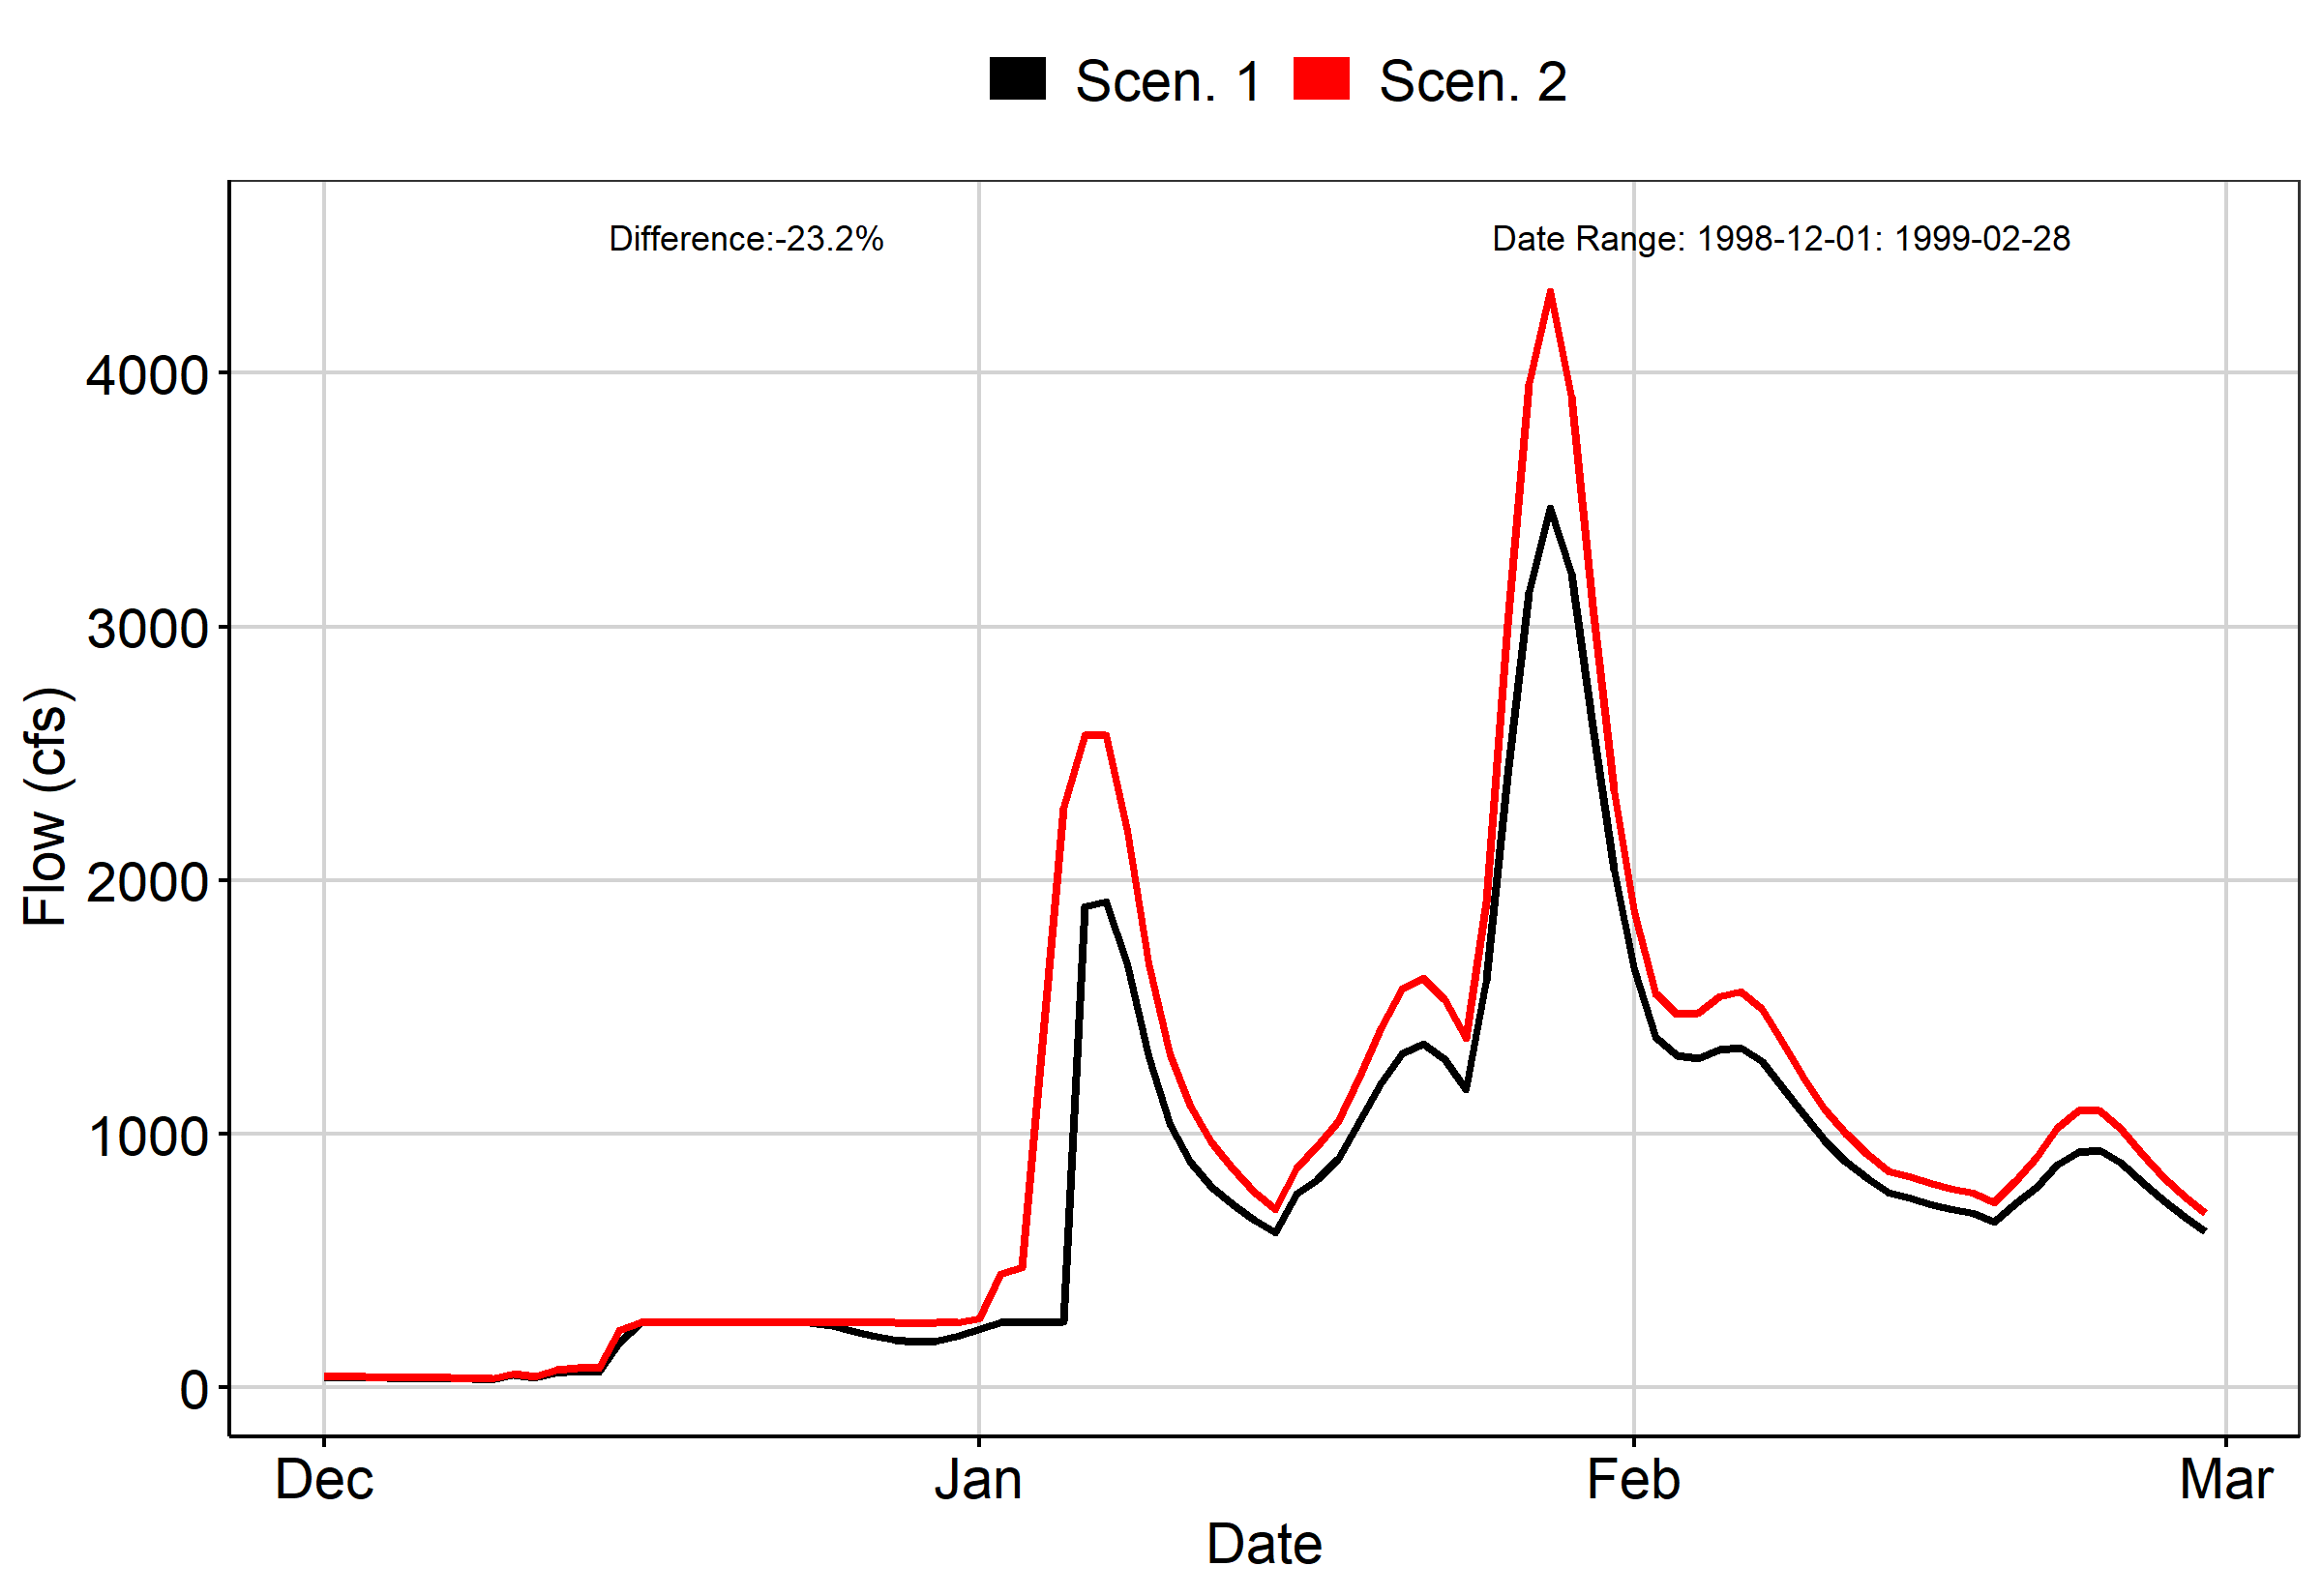 Scen. 1 Scen. 2
Difference:-23.2% Date Range: 1998-12-01: 1999-02-28
4000
3000
2000
1000
0
Flow (cfs)
Dec Jan Feb Mar
Date